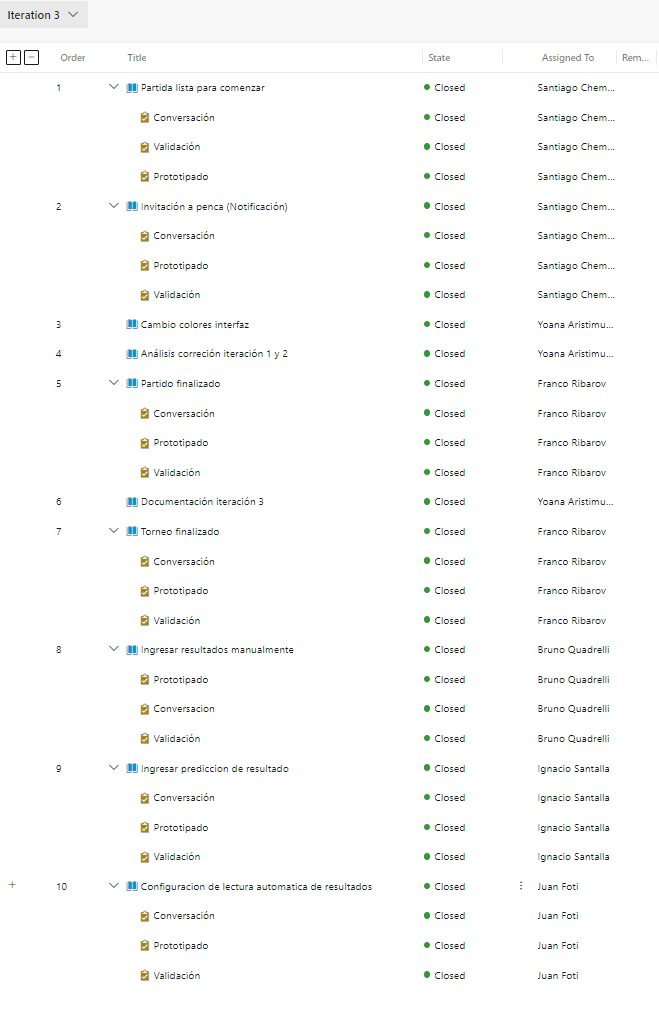 Iteration 3
Order Title State Assigned To Rem...
1 Partida lista para comenzar Closed Santiago Chem...
Conversación Closed Santiago Chem...
Validación Closed Santiago Chem...
Prototipado Closed Santiago Chem...
2 Invitación a penca (Notificación) Closed Santiago Chem...
Conversación Closed Santiago Chem...
Prototipado Closed Santiago Chem...
Validación Closed Santiago Chem...
3 Cambio colores interfaz Closed Yoana Aristimu...
4 Análisis correción iteración 1 y 2 Closed Yoana Aristimu...
5 Partido finalizado Closed Franco Ribarov
Conversación Closed Franco Ribarov
Prototipado Closed Franco Ribarov
Validación Closed Franco Ribarov
6 Documentación iteración 3 Closed Yoana Aristimu...
7 Torneo finalizado Closed Franco Ribarov
Conversación Closed Franco Ribarov
Prototipado Closed Franco Ribarov
Validación Closed Franco Ribarov
8 Ingresar resultados manualmente Closed Bruno Quadrelli
Prototipado Closed Bruno Quadrelli
Conversacion Closed Bruno Quadrelli
Validación Closed Bruno Quadrelli
9 Ingresar prediccion de resultado Closed Ignacio Santalla
Conversación Closed Ignacio Santalla
Prototipado Closed Ignacio Santalla
Validación Closed Ignacio Santalla
10 Configuracion de lectura automatica de resultados Closed Juan Foti
Conversación Closed Juan Foti
Prototipado Closed Juan Foti
Validación Closed Juan Foti